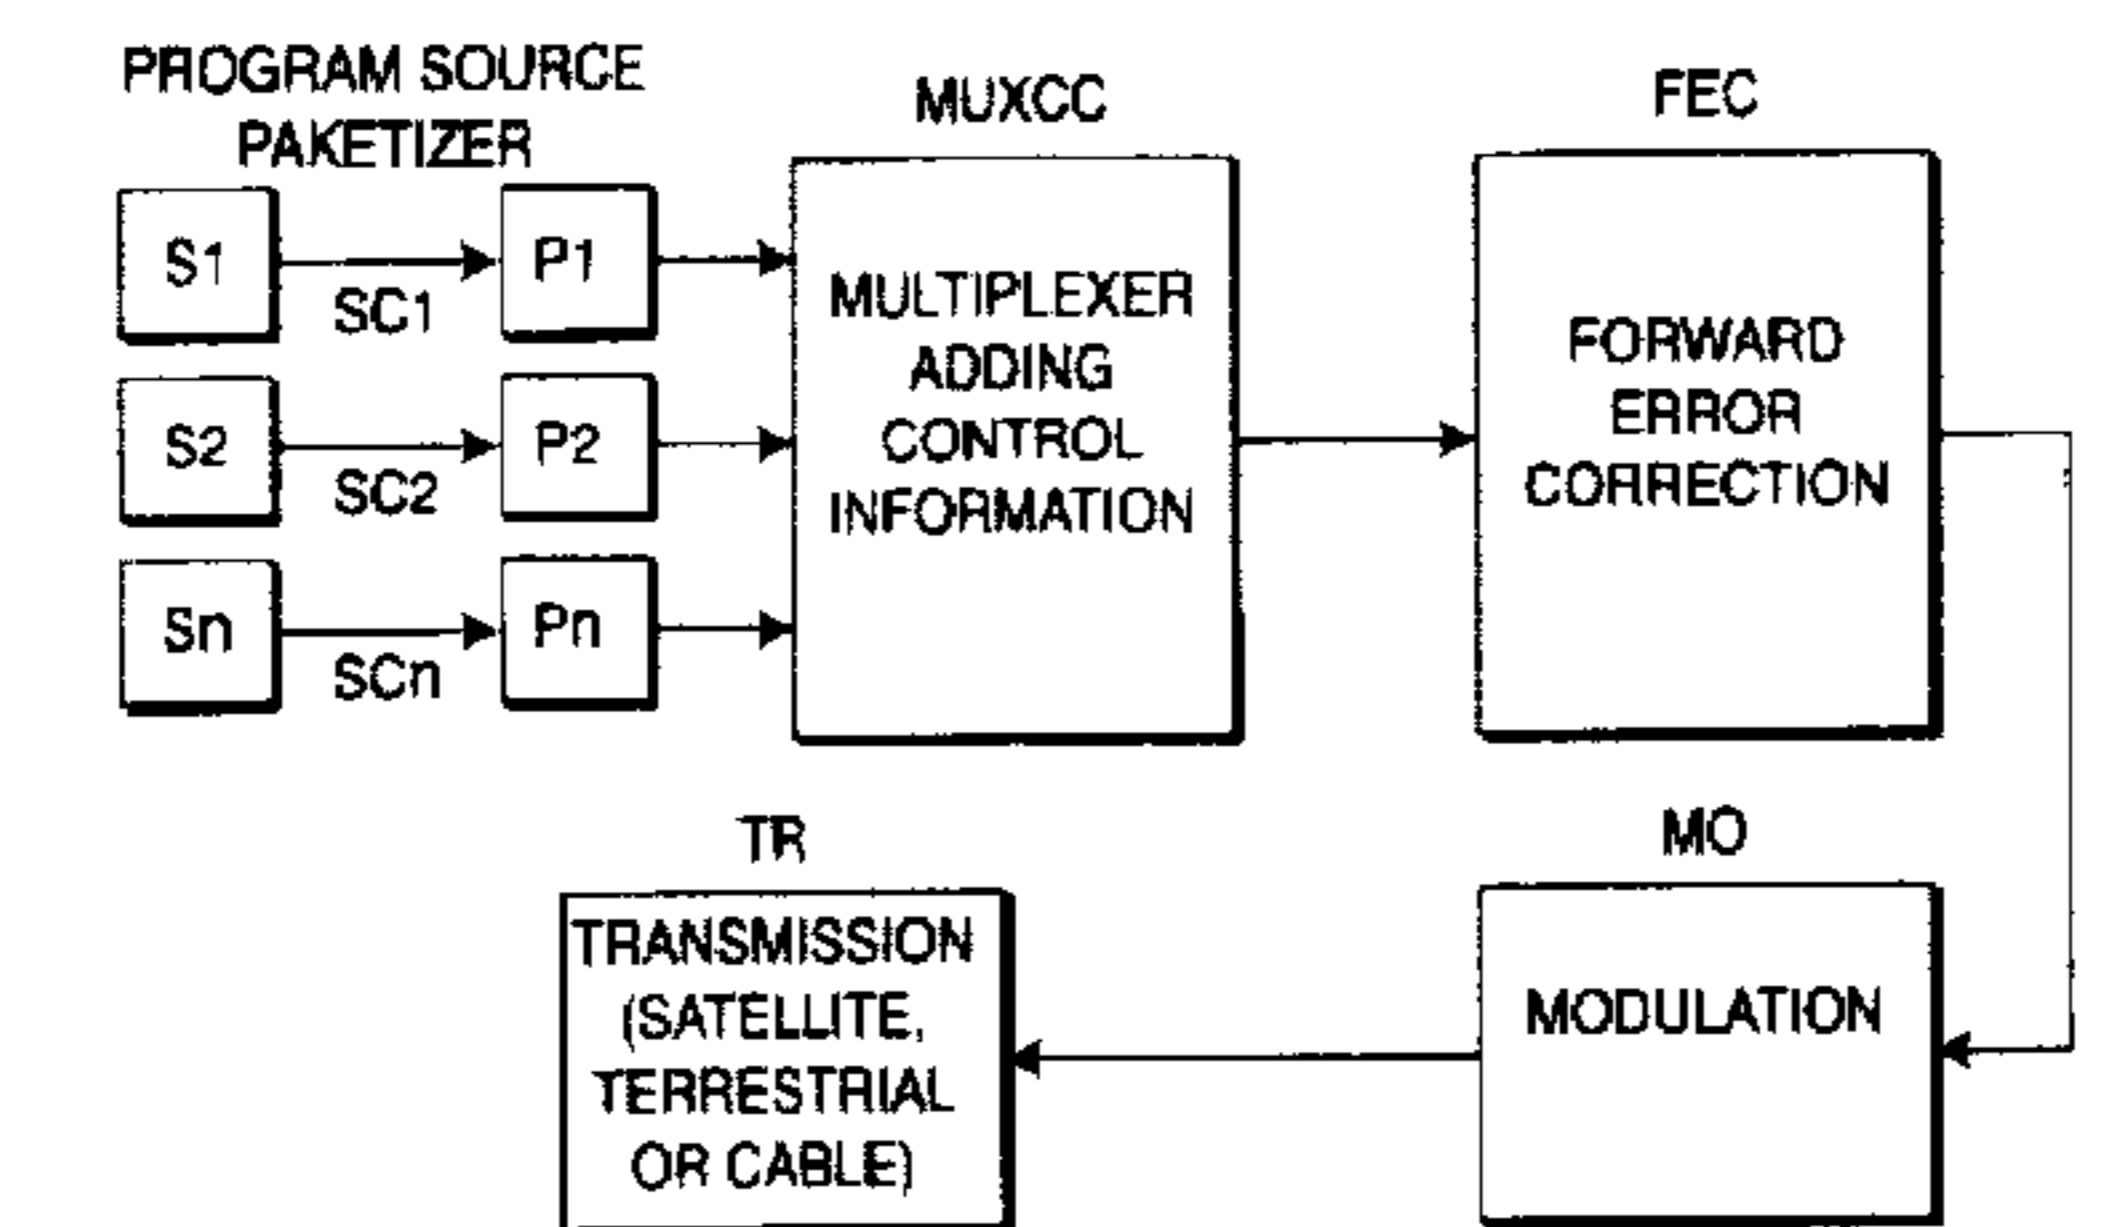 PROGRAM SOURCE
PAKETIZER
MUXCC
FEC
S1
SC1
P1
S2
SC2
P2
Sn
SCn
Pn
MULTIPLEXER
ADDING
CONTROL
INFORMATION
FORWARD
ERROR
CORRECTION
TR
TRANSMISSION
(SATELLITE,
TERRESTRIAL
OR CABLE)
MO
MODULATION